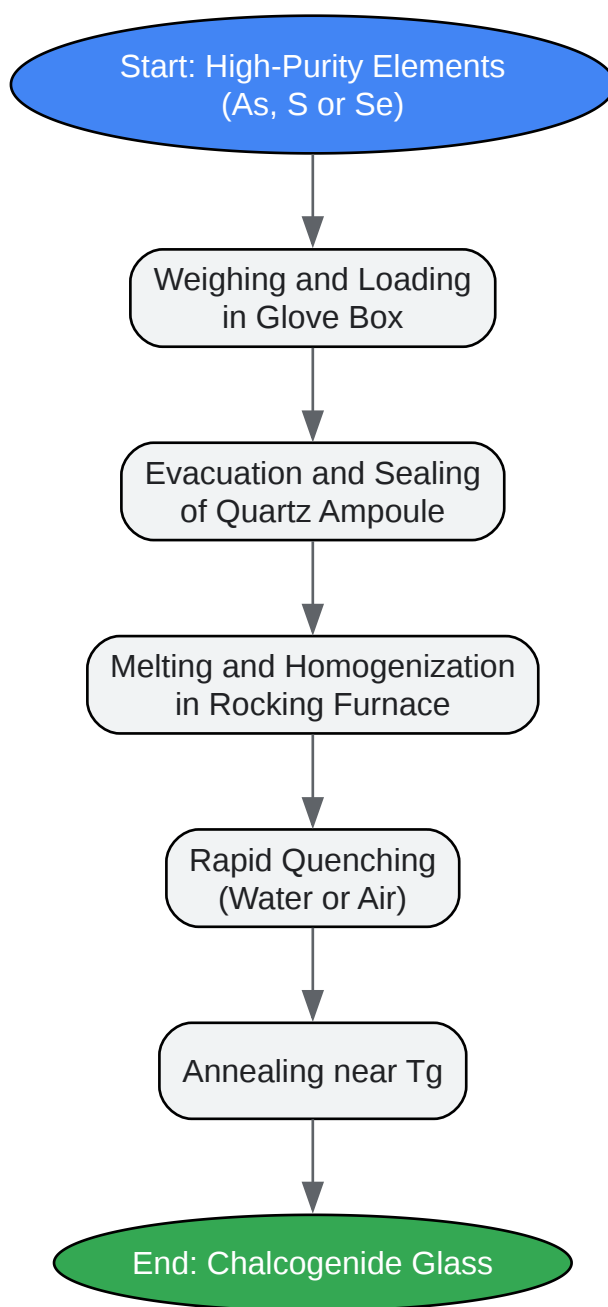 Start: High-Purity Elements
(As, S or Se)
Weighing and Loading
in Glove Box
Evacuation and Sealing
of Quartz Ampoule
Melting and Homogenization
in Rocking Furnace
Rapid Quenching
(Water or Air)
Annealing near Tg
End: Chalcogenide Glass